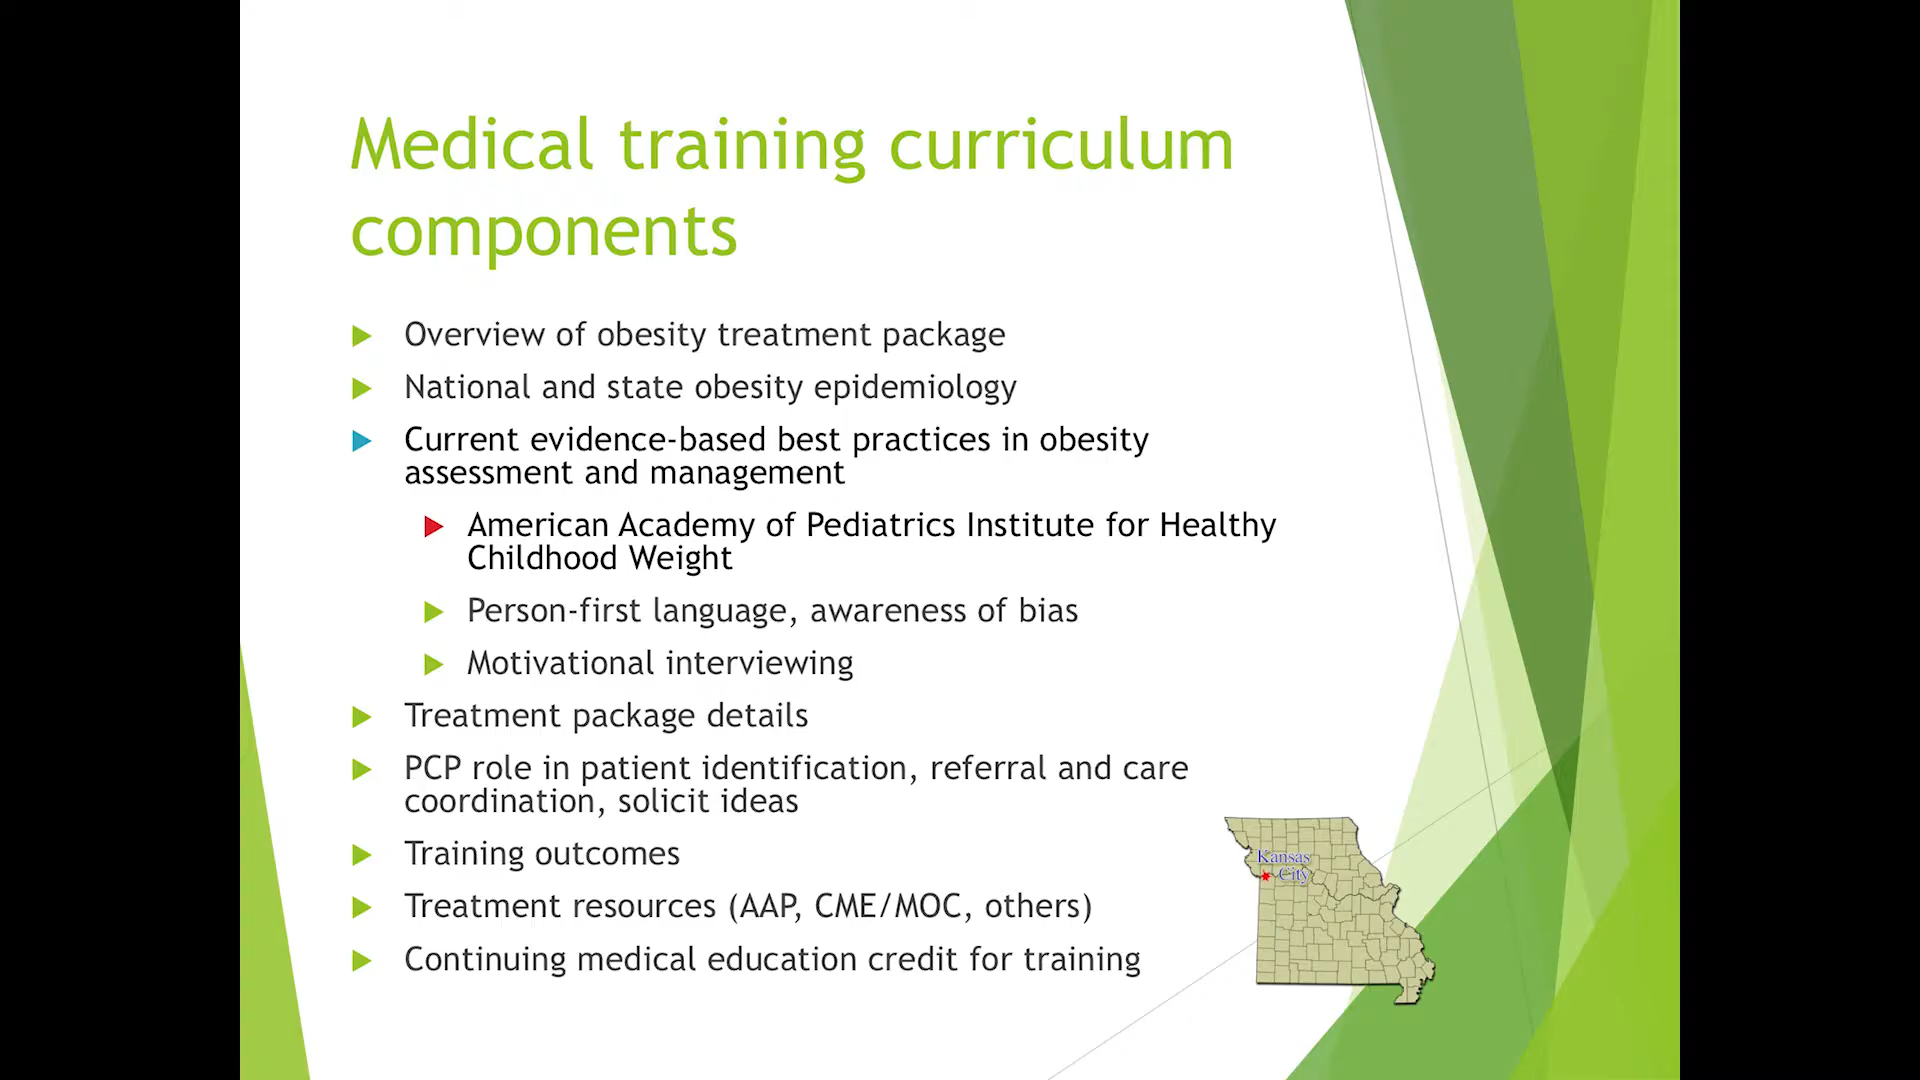 Medical training curriculum
components
Overview of obesity treatment package
National and state obesity epidemiology
Current evidence-based best practices in obesity
assessment and management
American Academy of Pediatrics Institute for Healthy
Childhood Weight
Person-first language, awareness of bias
Motivational interviewing
Treatment package details
PCP role in patient identification, referral and care
coordination, solicit ideas
Training outcomes
Treatment resources (AAP, CME/MOC, others)
Continuing medical education credit for training
Kansas
City